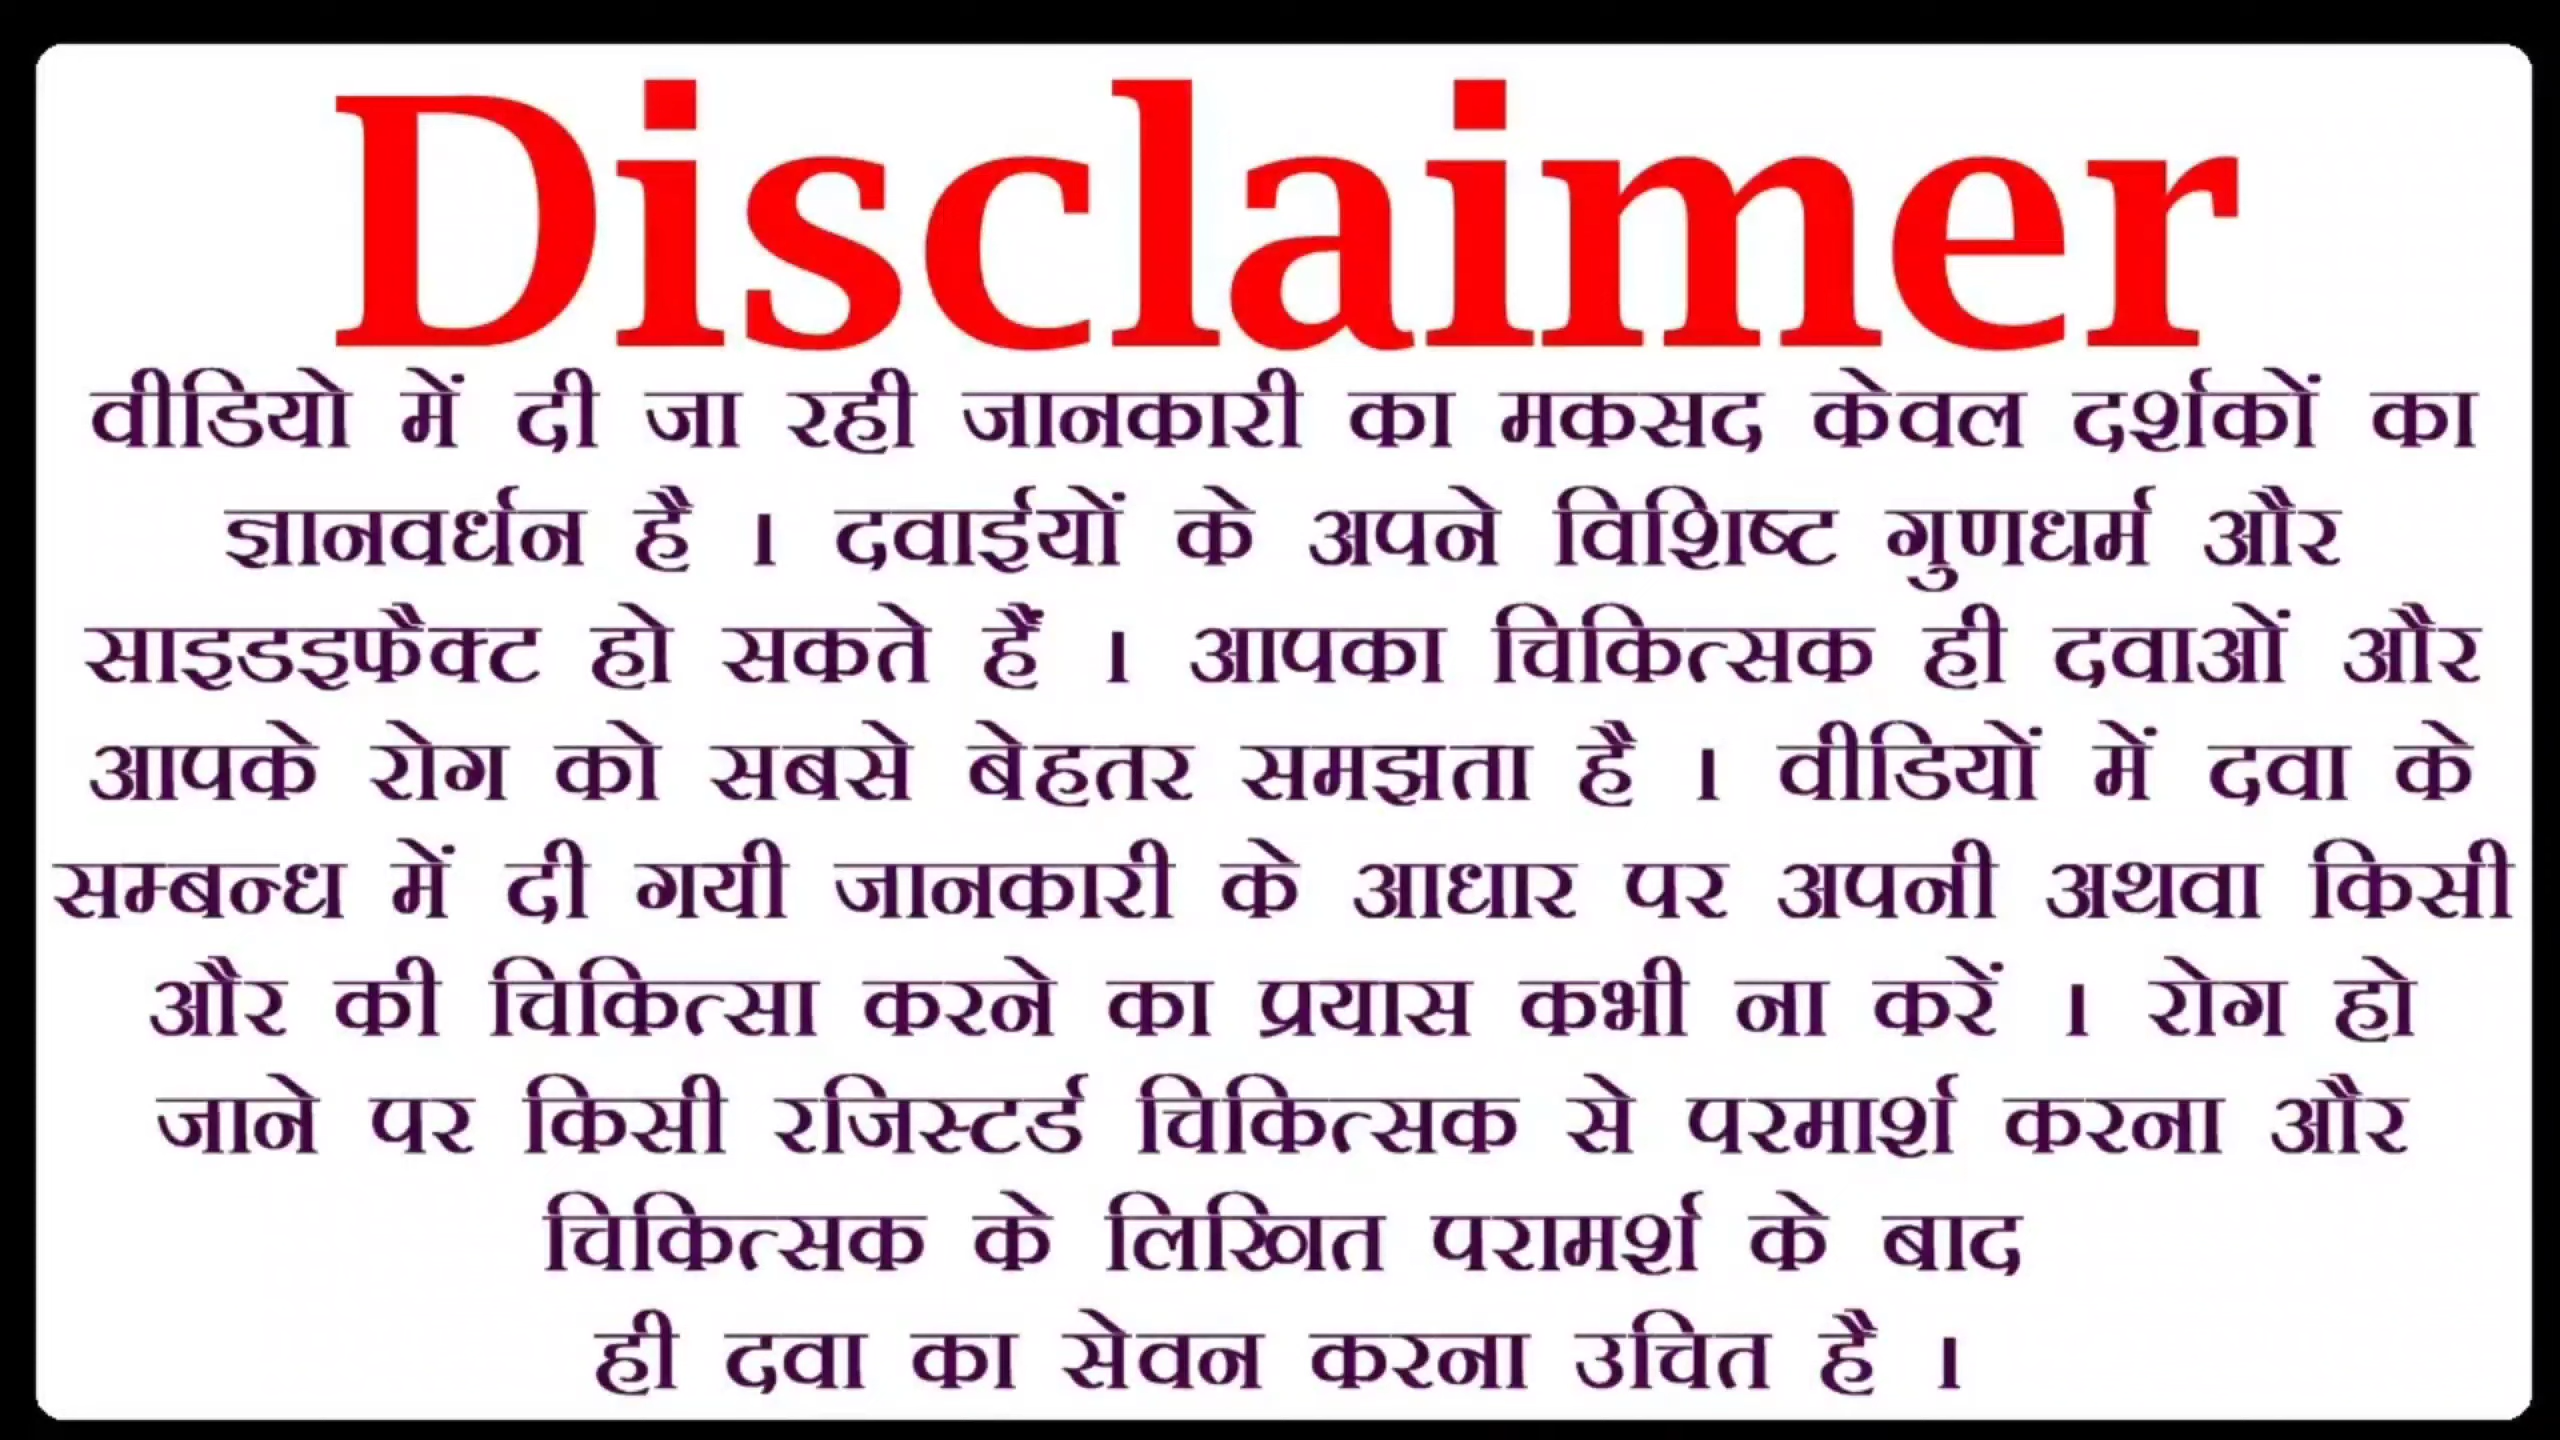 Disclaimer
वीडियो में दी जा रही जानकारी का मकसद केवल दर्शकों का
ज्ञानवर्धन है । दवाईयों के अपने विशिष्ट गुणधर्म और
साइडइफैक्ट हो सकते हैं । आपका चिकित्सक ही दवाओं और
आपके रोग को सबसे बेहतर समझता है । वीडियों में दवा के
सम्बन्ध में दी गयी जानकारी के आधार पर अपनी अथवा किसी
और की चिकित्सा करने का प्रयास कभी ना करें । रोग हो
जाने पर किसी रजिस्टर्ड चिकित्सक से परमार्श करना और
चिकित्सक के लिखित परामर्श के बाद
ही दवा का सेवन करना उचित है ।